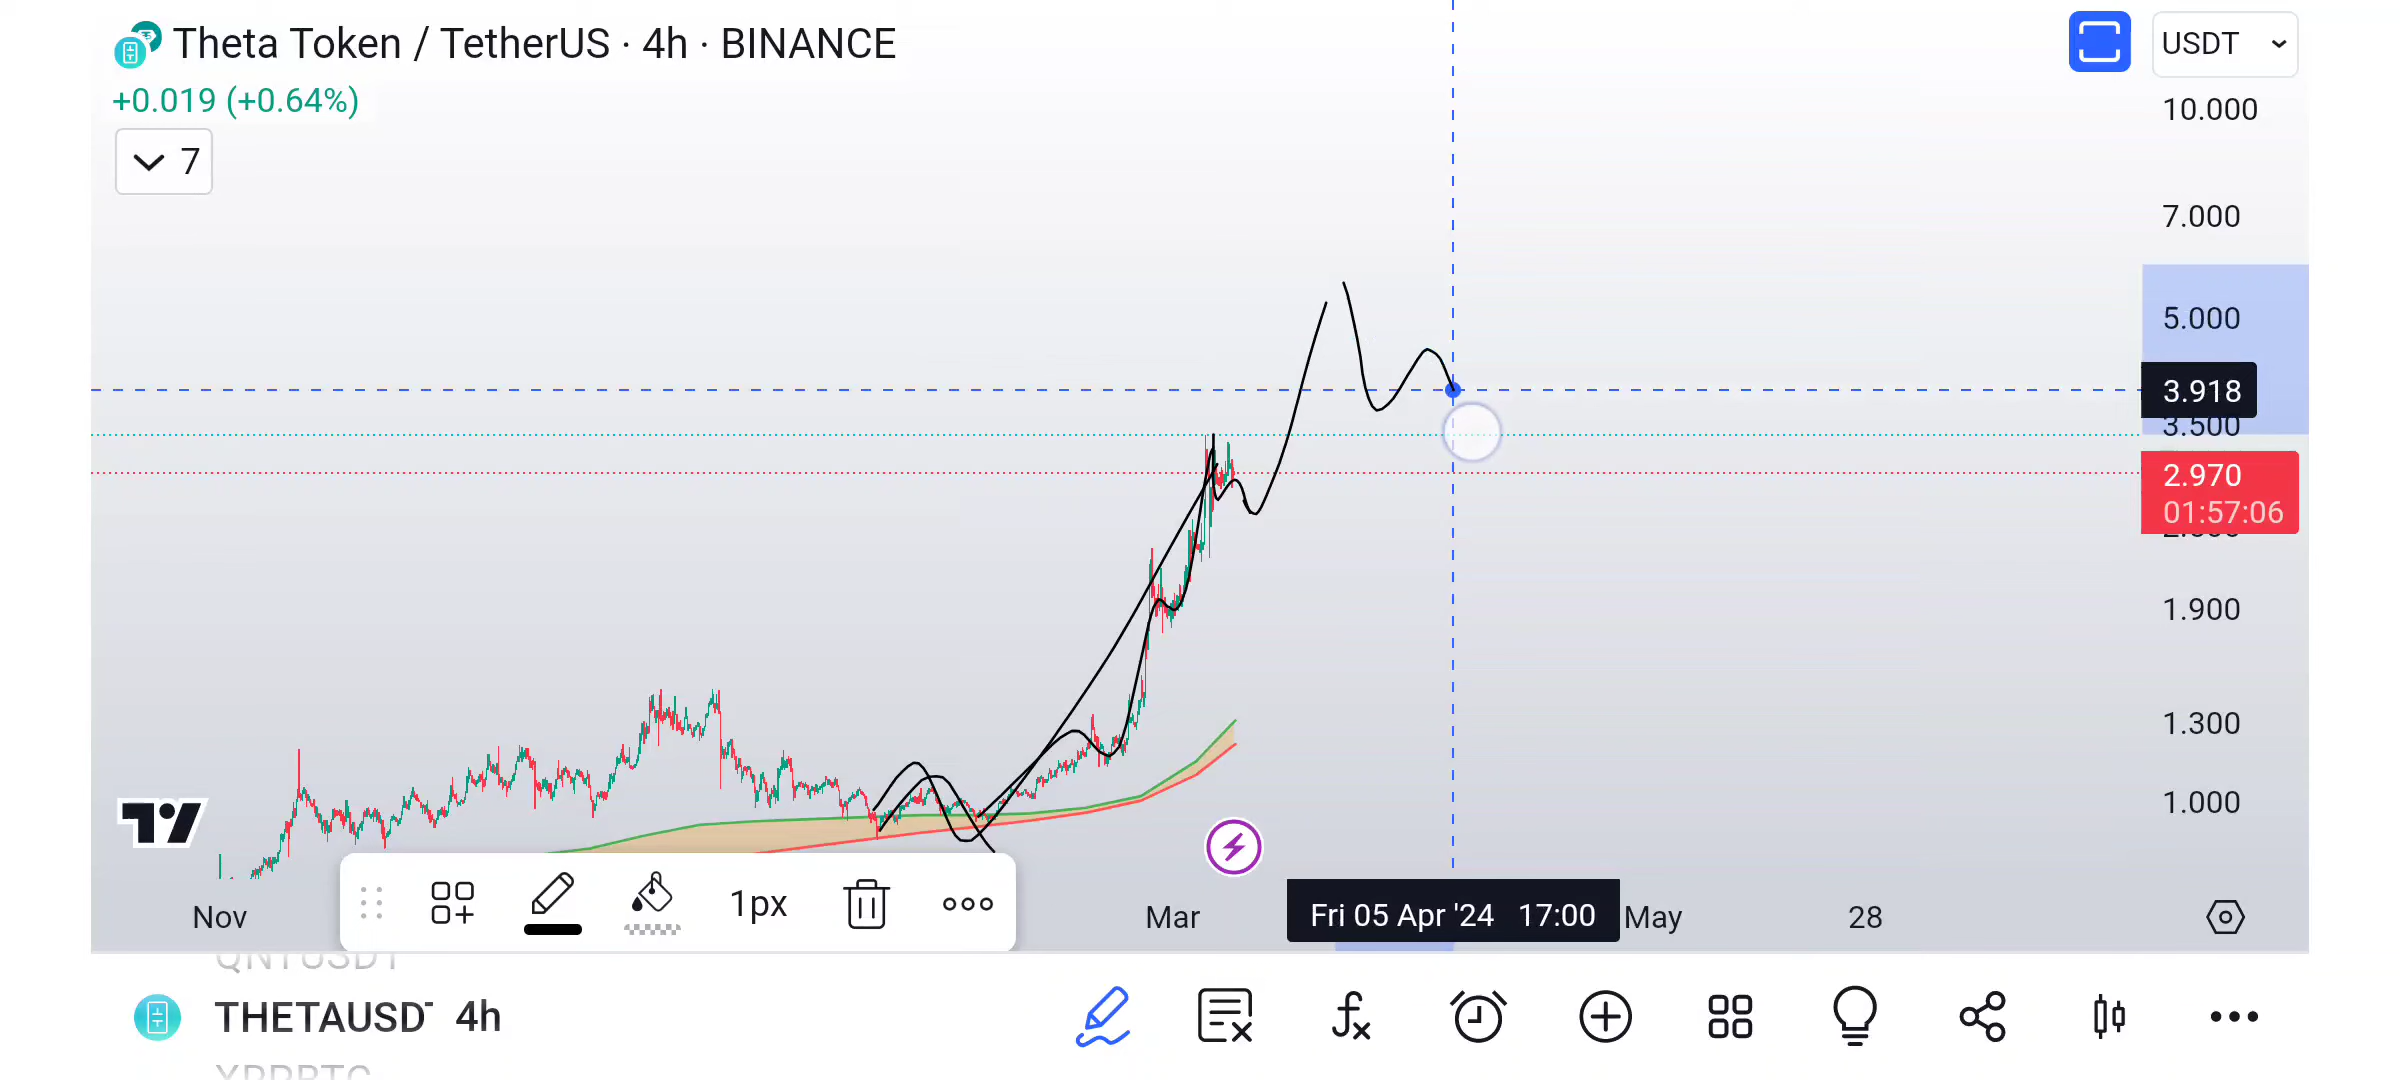 Theta Token / TetherUS · 4h · BINANCE
USDT
+0.019 (+0.64%)
7
10.000
7.000
5.000
3.918
3.500
2.970
01:57:06
1.900
1.300
1.000
Nov
1px
Mar
Fri 05 Apr '24 17:00
May
28
QNTUSDT
THETAUSDT 4h